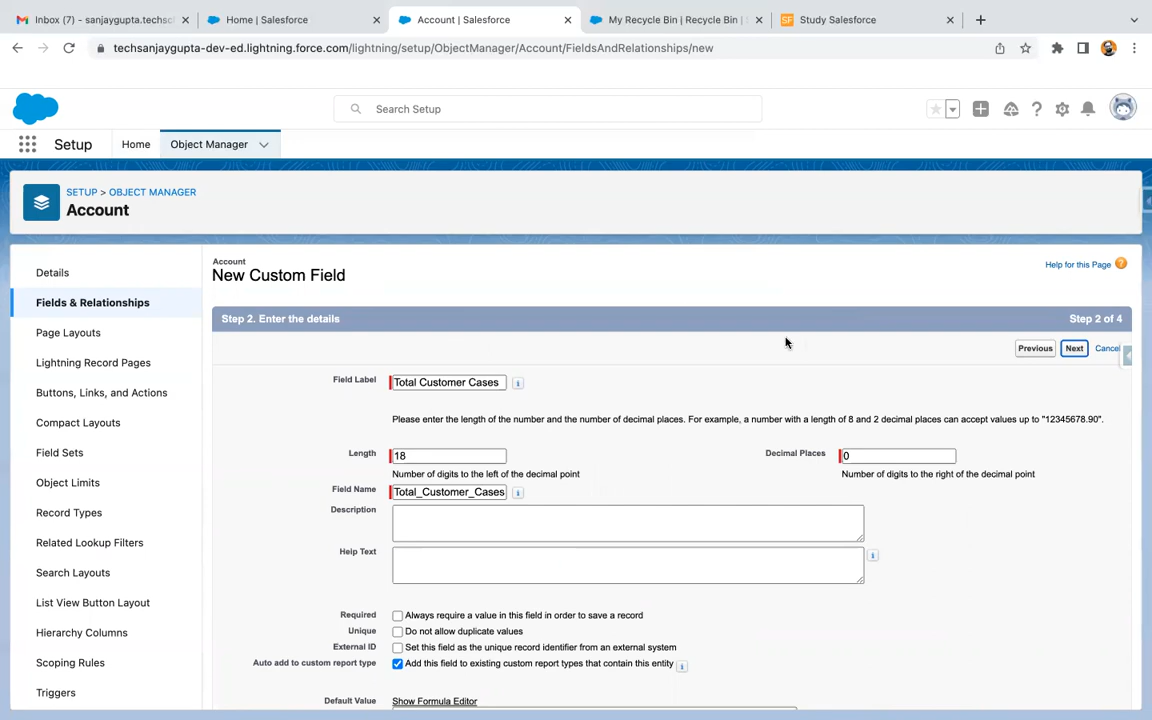 Inbox (7) - sanjaygupta.techsch
Home | Salesforce
Account | Salesforce
My Recycle Bin | Recycle Bin |
Study Salesforce
techsanjaygupta-dev-ed.lightning.force.com/lightning/setup/ObjectManager/Account/FieldsAndRelationships/new
Search Setup
Setup
Home
Object Manager
SETUP > OBJECT MANAGER
Account
Details
Fields & Relationships
Page Layouts
Lightning Record Pages
Buttons, Links, and Actions
Compact Layouts
Field Sets
Object Limits
Record Types
Related Lookup Filters
Search Layouts
List View Button Layout
Hierarchy Columns
Scoping Rules
Triggers
Account
New Custom Field
Help for this Page
Step 2. Enter the details
Step 2 of 4
Previous
Next
Cancel
Field Label
Total Customer Cases
Please enter the length of the number and the number of decimal places. For example, a number with a length of 8 and 2 decimal places can accept values up to "12345678.90".
Length
18
Number of digits to the left of the decimal point
Decimal Places
0
Number of digits to the right of the decimal point
Field Name
Total_Customer_Cases
Description
Help Text
Required
Always require a value in this field in order to save a record
Unique
Do not allow duplicate values
External ID
Set this field as the unique record identifier from an external system
Auto add to custom report type
Add this field to existing custom report types that contain this entity
Default Value
Show Formula Editor